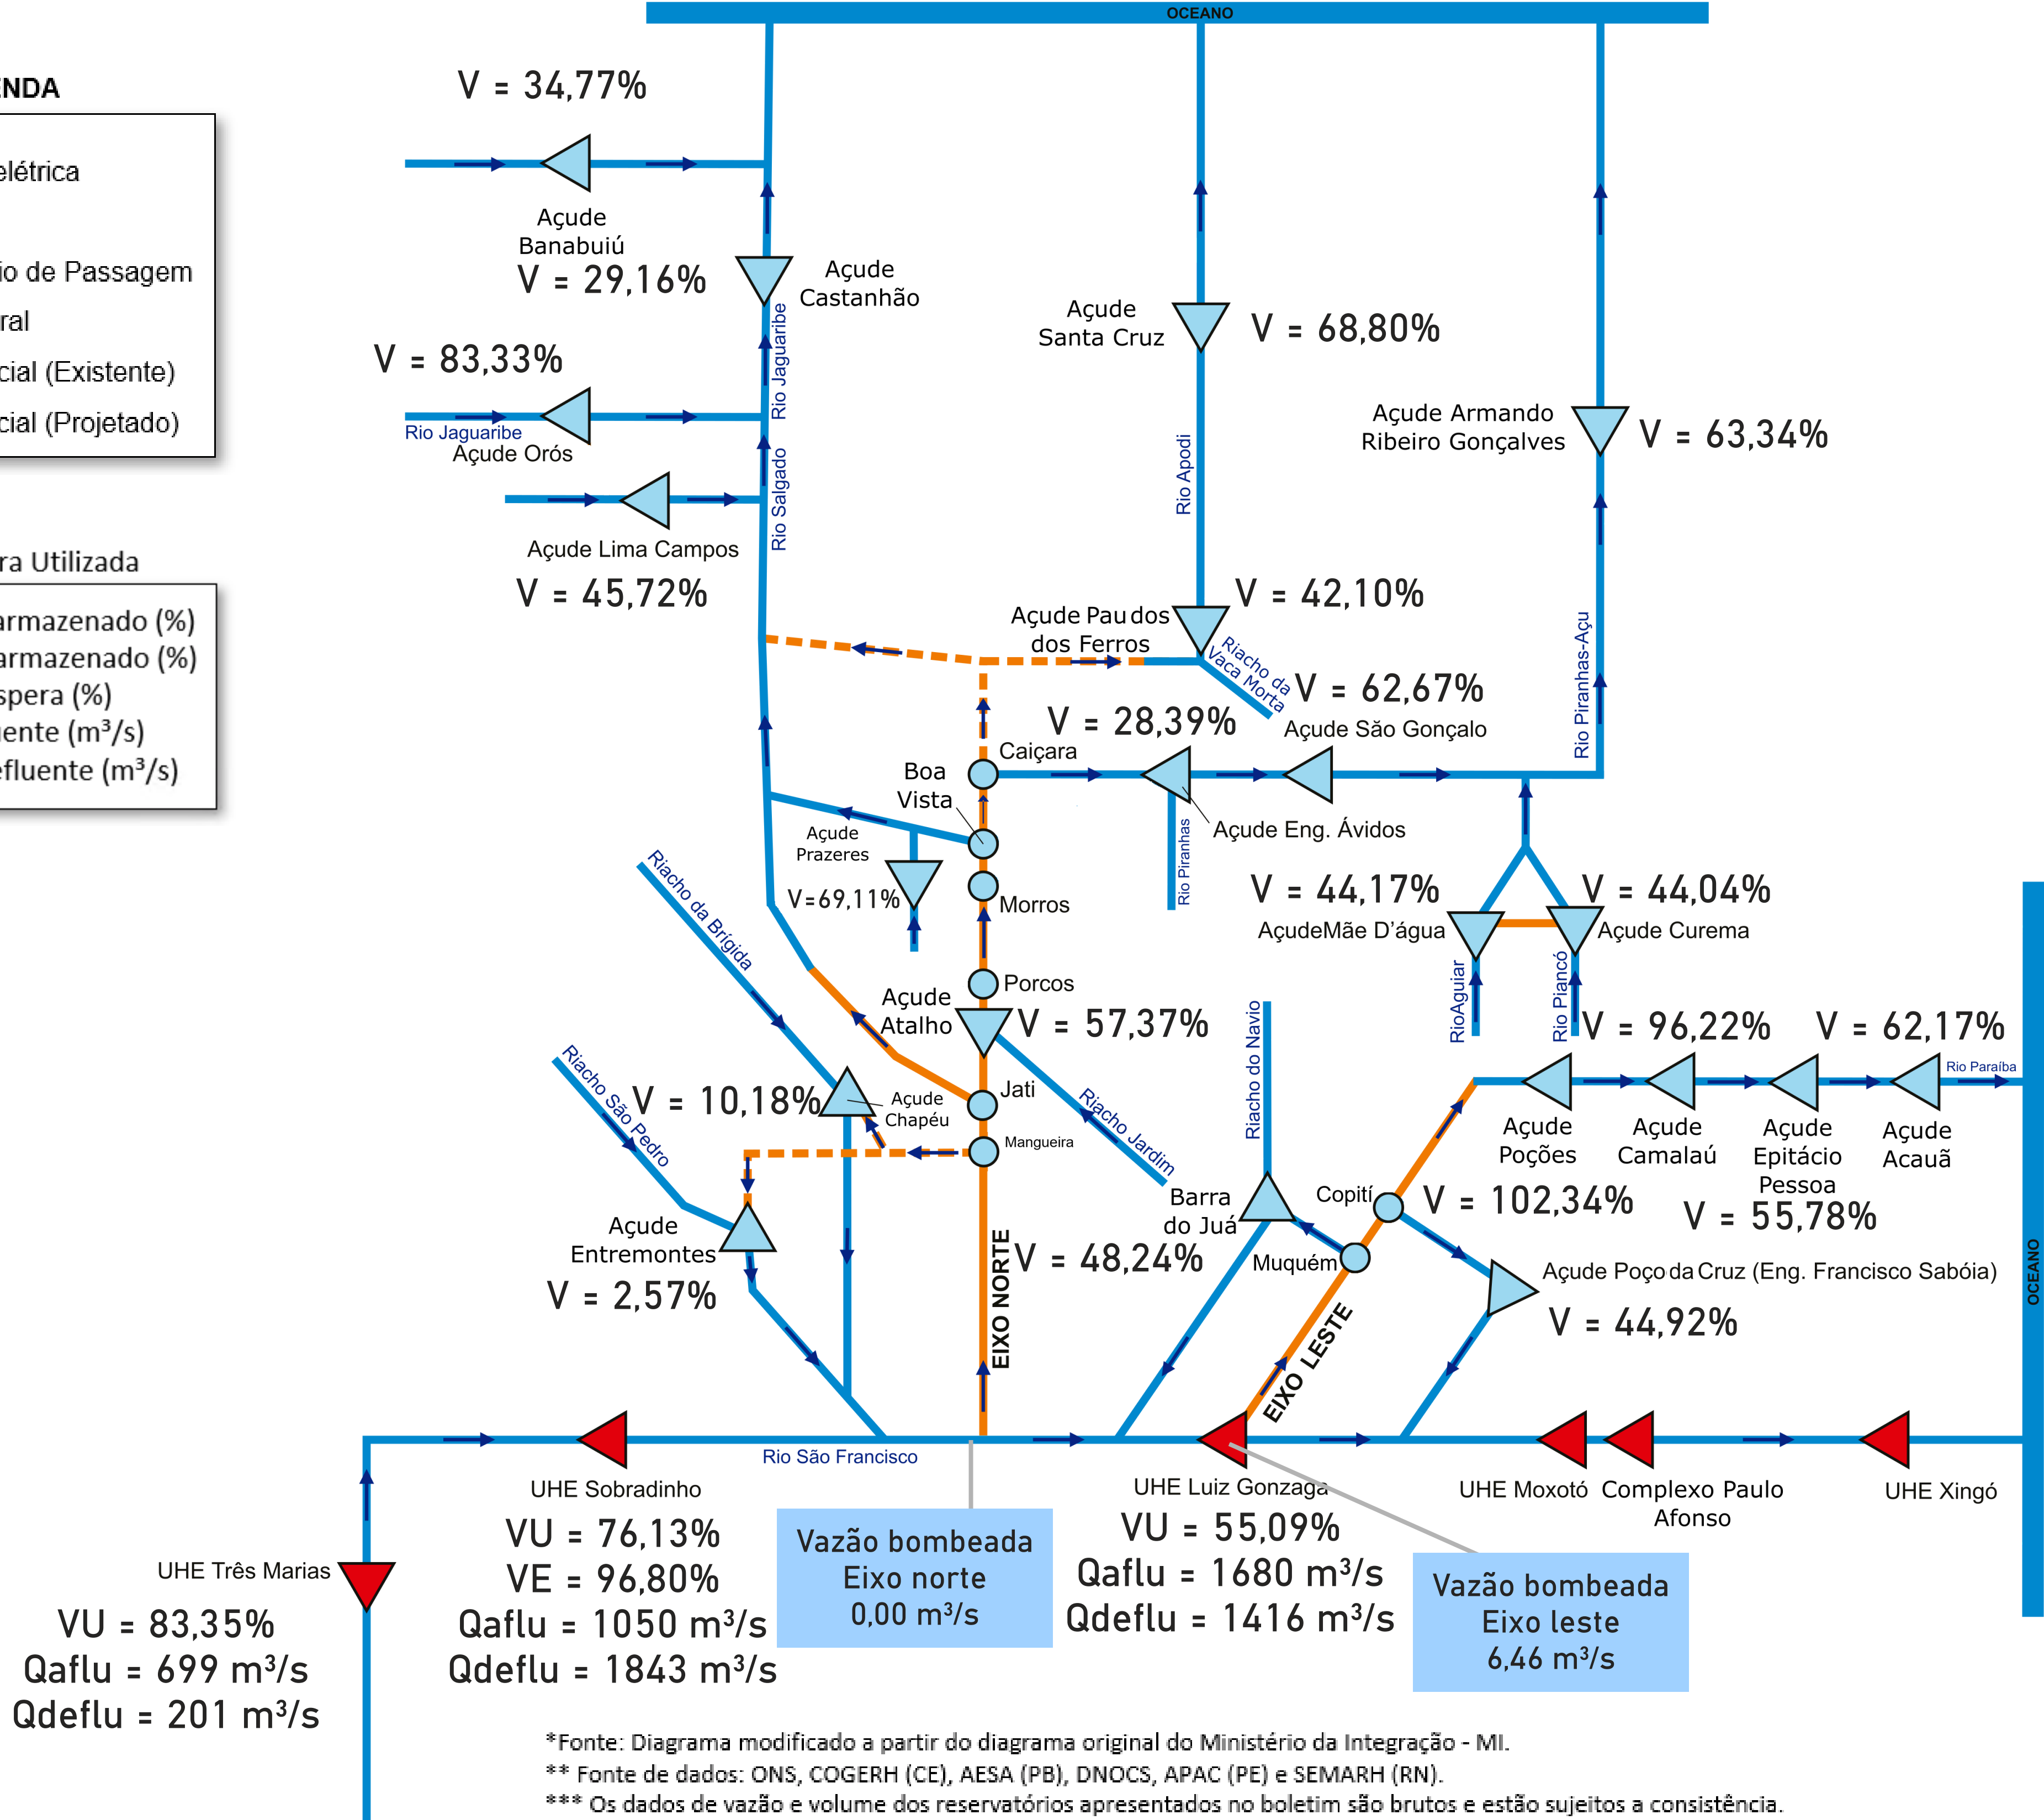 OCEANO
ENDA
elétrica
io de Passagem
ral
cial (Existente)
cial (Projetado)
ra Utilizada
armazenado (%)
armazenado (%)
spera (%)
uente (m³/s)
efluente (m³/s)
V = 34,77%
Açude
Banabuiú
V = 29,16%
Açude
Castanhão
Rio Jaguaribe
V = 83,33%
Rio Jaguaribe
Açude Orós
Rio Salgado
Açude Lima Campos
V = 45,72%
Açude
Santa Cruz
V = 68,80%
Rio Apodi
Açude Armando
Ribeiro Gonçalves
V = 63,34%
Rio Piranhas-Açu
Açude Pau dos
dos Ferros
V = 42,10%
Riacho da
Vaca Morta
V = 62,67%
Açude São Gonçalo
V = 28,39%
Caiçara
Boa
Vista
Açude Eng. Ávidos
Rio Piranhas
Açude
Prazeres
V=69,11%
Morros
V = 44,17%
AçudeMãe D'água
V = 44,04%
Açude Curema
RioAguiar
Rio Piancó
Riacho da Brígida
Porcos
Açude
Atalho
V = 57,37%
Riacho São Pedro
V = 10,18%
Açude
Chapéu
Jati
Mangueira
Riacho Jardim
Riacho do Navio
V = 96,22%
V = 62,17%
Rio Paraíba
Açude
Poções
Açude
Camalaú
Açude
Epitácio
Pessoa
Açude
Acauã
V = 102,34%
V = 55,78%
Barra
do Juá
Copití
Muquém
V = 48,24%
EIXO NORTE
EIXO LESTE
Açude
Entremontes
V = 2,57%
Açude Poço da Cruz (Eng. Francisco Sabóia)
V = 44,92%
OCEANO
Rio São Francisco
UHE Sobradinho
VU = 76,13%
VE = 96,80%
Qaflu = 1050 m³/s
Qdeflu = 1843 m³/s
Vazão bombeada
Eixo norte
0,00 m³/s
UHE Luiz Gonzaga
VU = 55,09%
Qaflu = 1680 m³/s
Qdeflu = 1416 m³/s
Vazão bombeada
Eixo leste
6,46 m³/s
UHE Moxotó
Complexo Paulo
Afonso
UHE Xingó
UHE Três Marias
VU = 83,35%
Qaflu = 699 m³/s
Qdeflu = 201 m³/s
*Fonte: Diagrama modificado a partir do diagrama original do Ministério da Integração - MI.
** Fonte de dados: ONS, COGERH (CE), AESA (PB), DNOCS, APAC (PE) e SEMARH (RN).
*** Os dados de vazão e volume dos reservatórios apresentados no boletim são brutos e estão sujeitos a consistência.